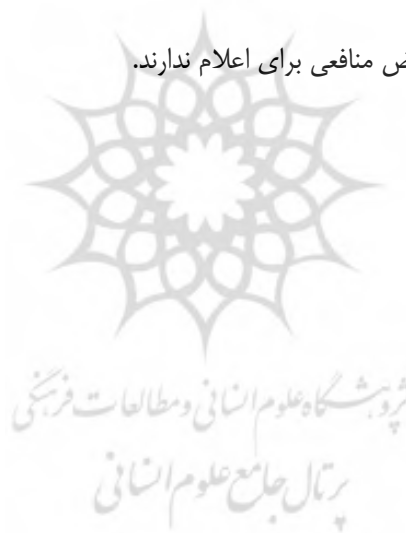 ض منافعی برای اعلام ندارند.
پژوهشگاه علوم انسانی و مطالعات فرهنگی
پرتال جامع علوم انسانی